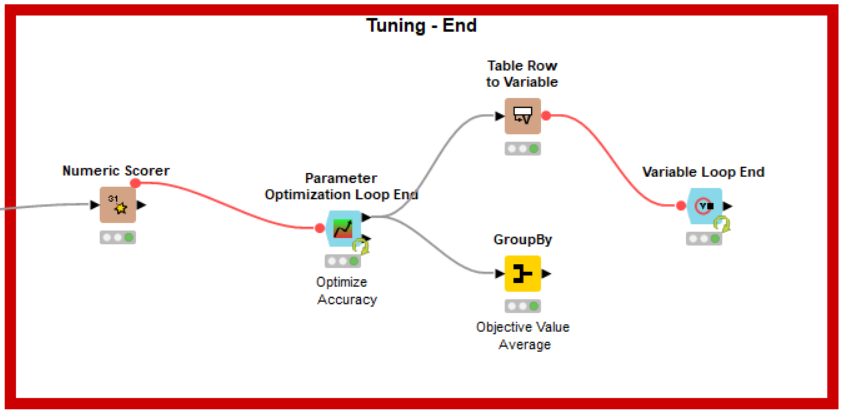 Tuning - End
Table Row
to Variable
Numeric Scorer
Parameter
Optimization Loop End
Variable Loop End
31
V
V
GroupBy
Optimize
Accuracy
Objective Value
Average